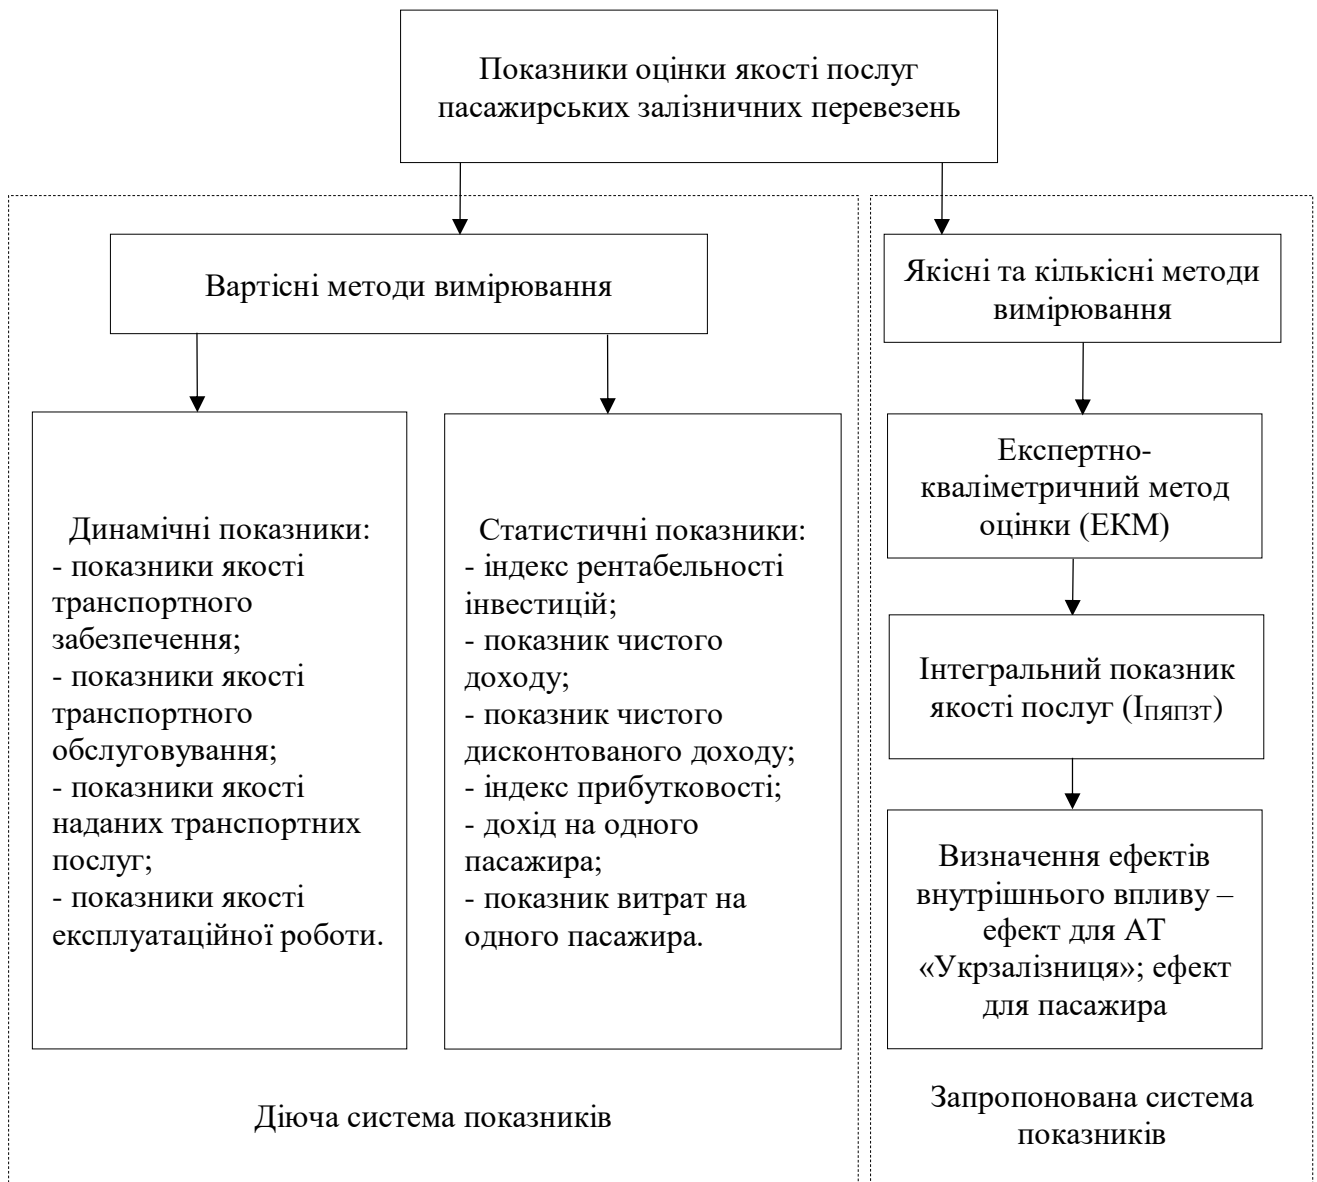 Показники оцінки якості послуг
пасажирських залізничних перевезень
Вартісні методи вимірювання
Якісні та кількісні методи
вимірювання
Динамічні показники:
- показники якості
транспортного
забезпечення;
- показники якості
транспортного
обслуговування;
- показники якості
наданих транспортних
послуг;
- показники якості
експлуатаційної роботи.
Статистичні показники:
- індекс рентабельності
інвестицій;
- показник чистого
доходу;
- показник чистого
дисконтованого доходу;
- індекс прибутковості;
- дохід на одного
пасажира;
- показник витрат на
одного пасажира.
Експертно-
кваліметричний метод
оцінки (ЕКМ)
Інтегральний показник
якості послуг (ІПЯПЗТ)
Визначення ефектів
внутрішнього впливу –
ефект для АТ
«Укрзалізниця»; ефект
для пасажира
Діюча система показників
Запропонована система
показників